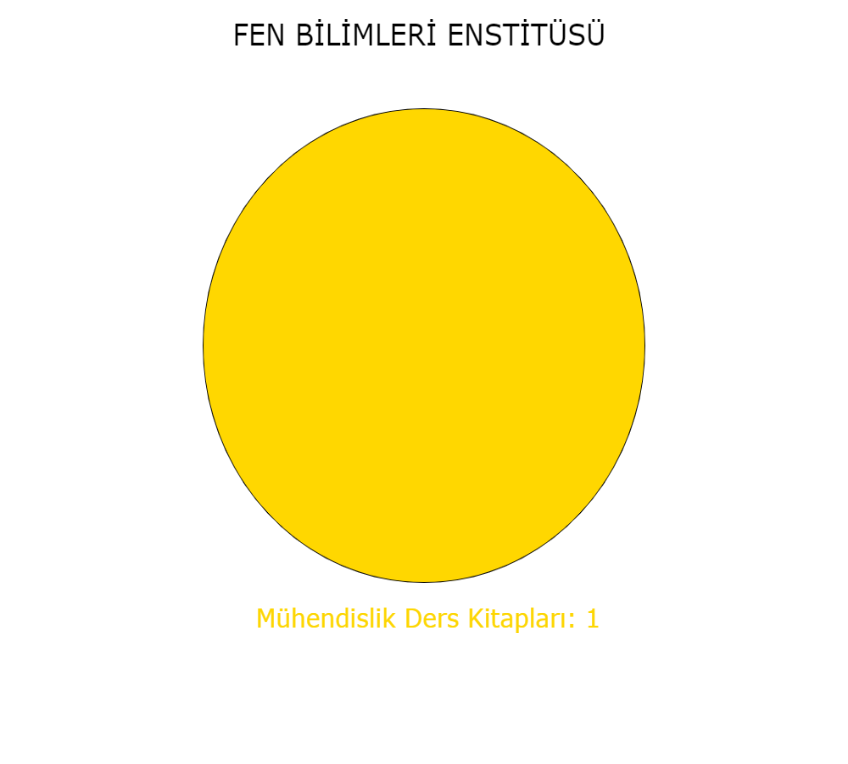 FEN BİLİMLERİ ENSTİTÜSÜ
Mühendislik Ders Kitapları: 1